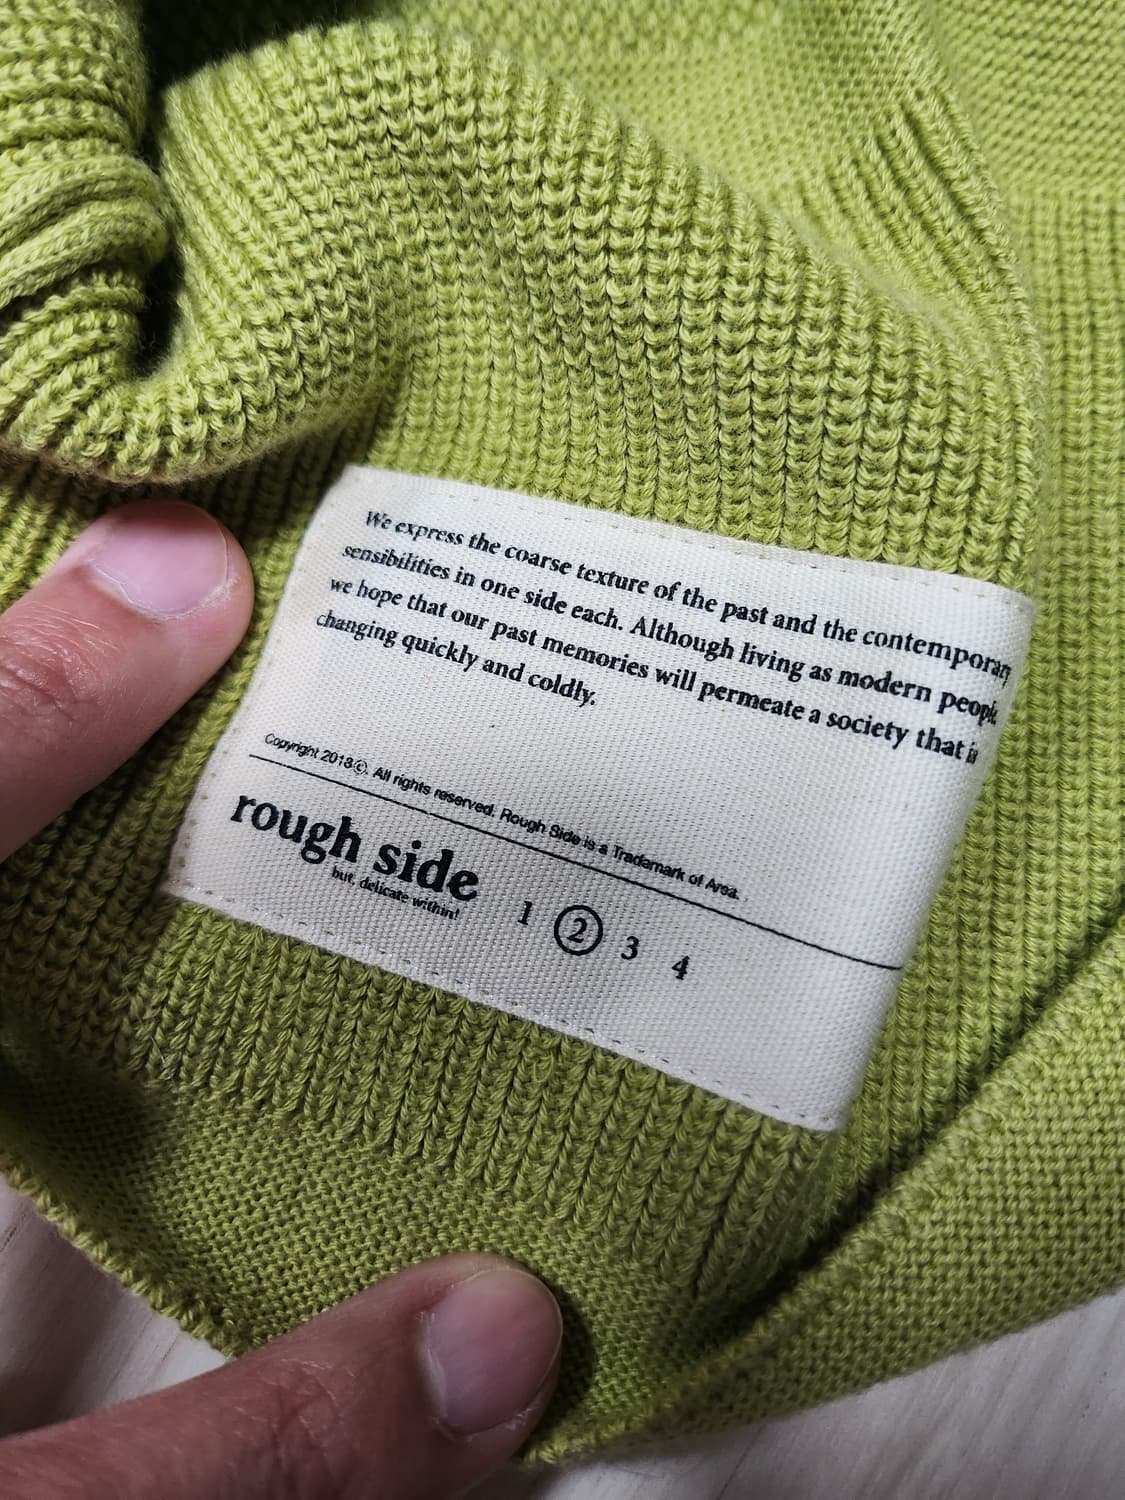 We express the coarse texture of the past and the contemporary
sensibilities in one side each. Although living as modern people,
we hope that our past memories will permeate a society that is
changing quickly and coldly.
Copyright 2018©. All rights reserved. Rough Side is a Trademark of Area.
rough side
but, delicate within!
1 2 3 4